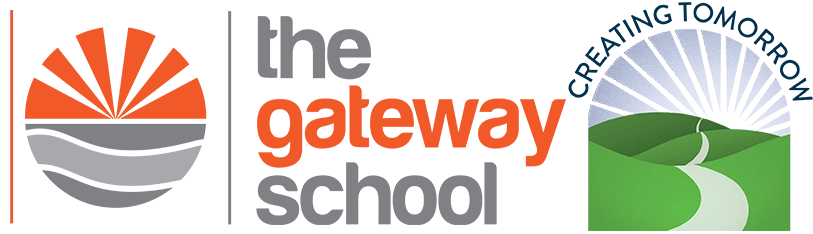 the
gateway
school
CREATING TOMORROW